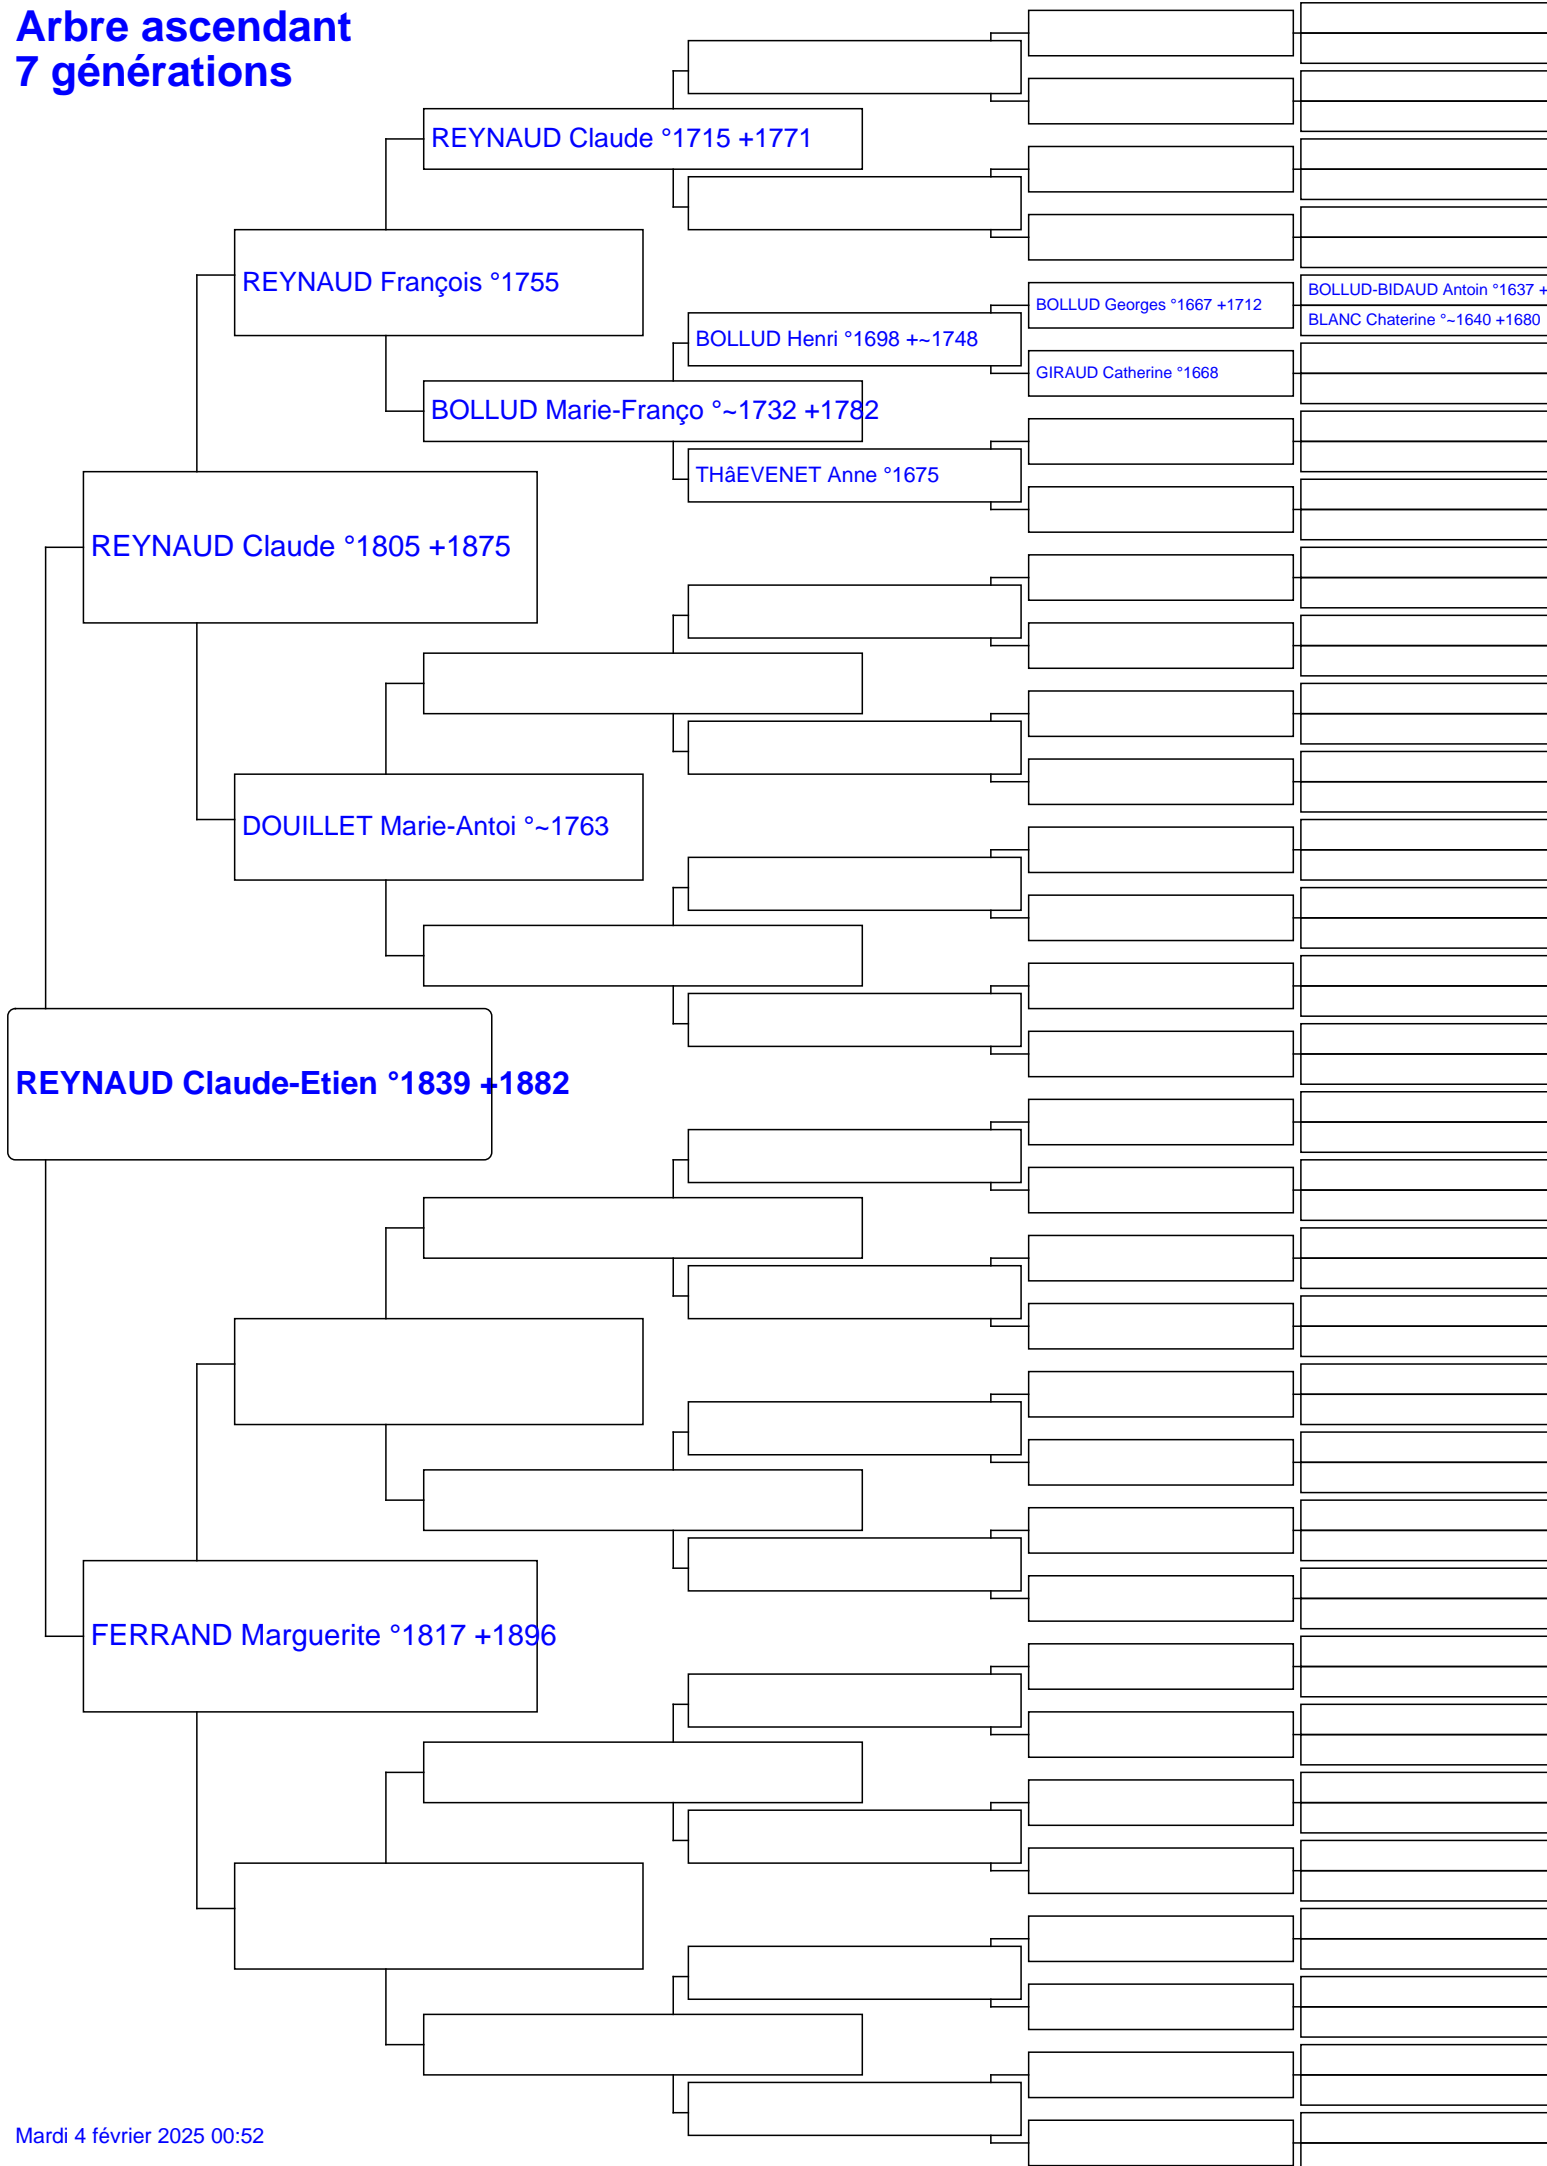 Arbre ascendant
7 générations
REYNAUD Claude °1715 +1771
REYNAUD François °1755
BOLLUD-BIDAUD Antoin °1637 +
BOLLUD Georges °1667 +1712
BLANC Chaterine °~1640 +1680
BOLLUD Henri °1698 +~1748
GIRAUD Catherine °1668
BOLLUD Marie-Franço °~1732 +1782
THâEVENET Anne °1675
REYNAUD Claude °1805 +1875
DOUILLET Marie-Antoi °~1763
REYNAUD Claude-Etien °1839 +1882
FERRAND Marguerite °1817 +1896
Mardi 4 février 2025 00:52